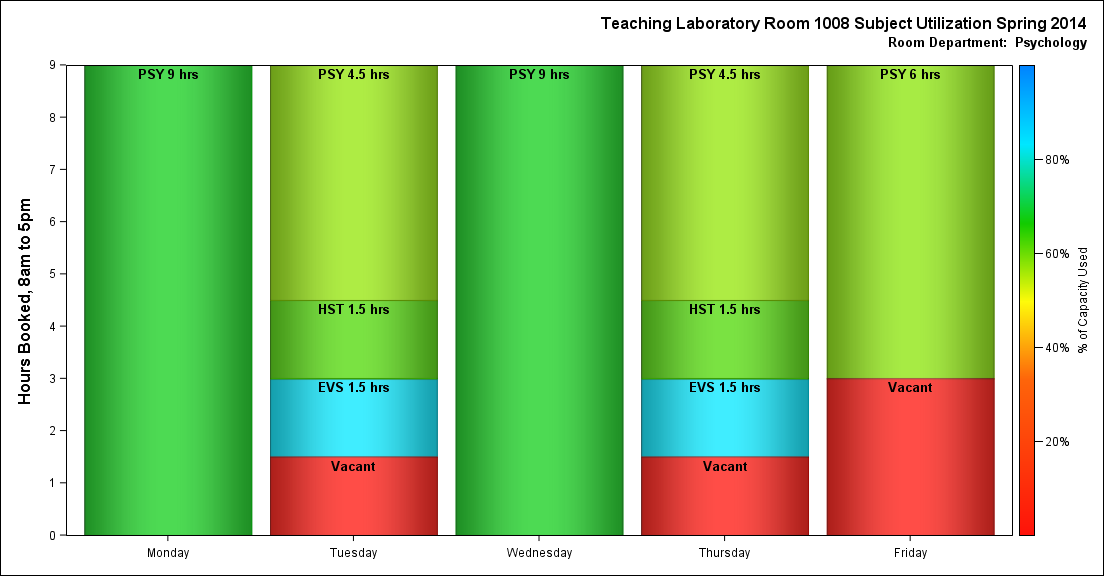 Teaching Laboratory Room 1008 Subject Utilization Spring 2014
Room Department: Psychology
Hours Booked, 8am to 5pm
9
8
7
6
5
4
3
2
1
0
PSY 9 hrs
PSY 4.5 hrs
HST 1.5 hrs
EVS 1.5 hrs
Vacant
PSY 9 hrs
PSY 4.5 hrs
HST 1.5 hrs
EVS 1.5 hrs
Vacant
PSY 6 hrs
Vacant
Monday
Tuesday
Wednesday
Thursday
Friday
80%
60%
40%
20%
% of Capacity Used